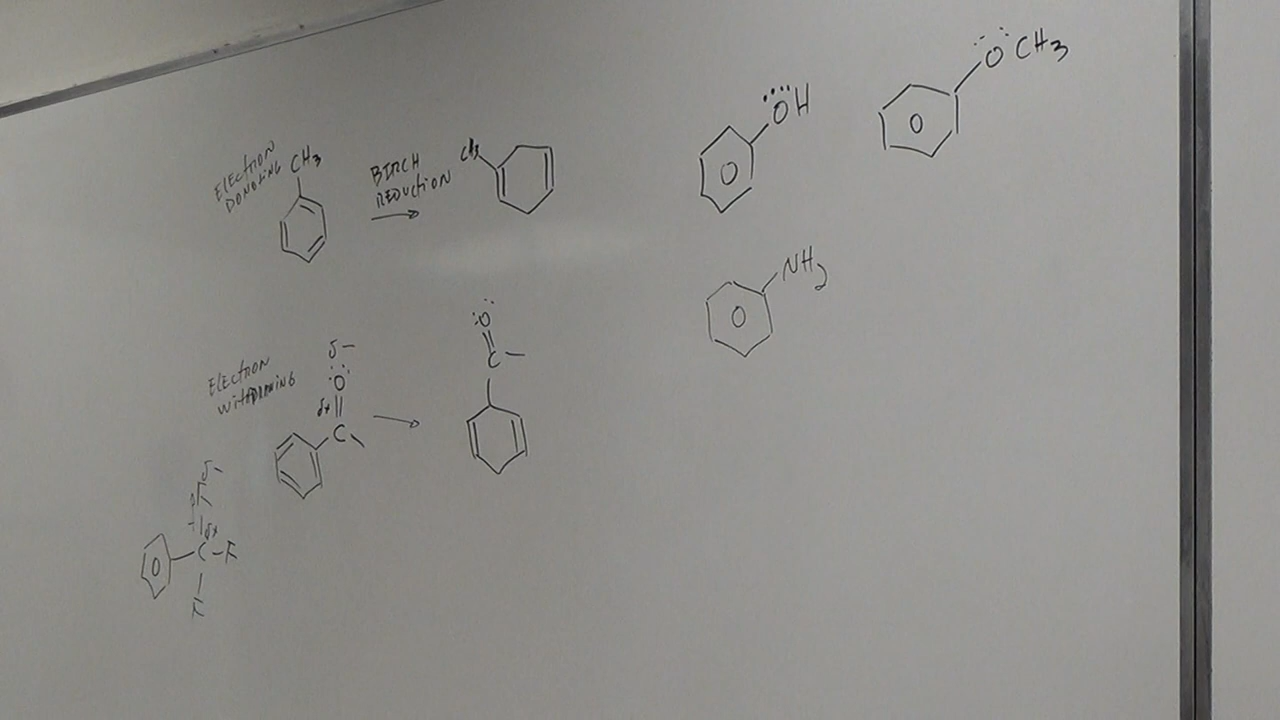 ELECTRON
DONATING
CH3
BIRCH
REDUCTION
CH3
OH
O CH3
NH2
ELECTRON
WITHDRAWING
δ-
O
δ+
C
O
C
δ-
F
δ+
C-F
F